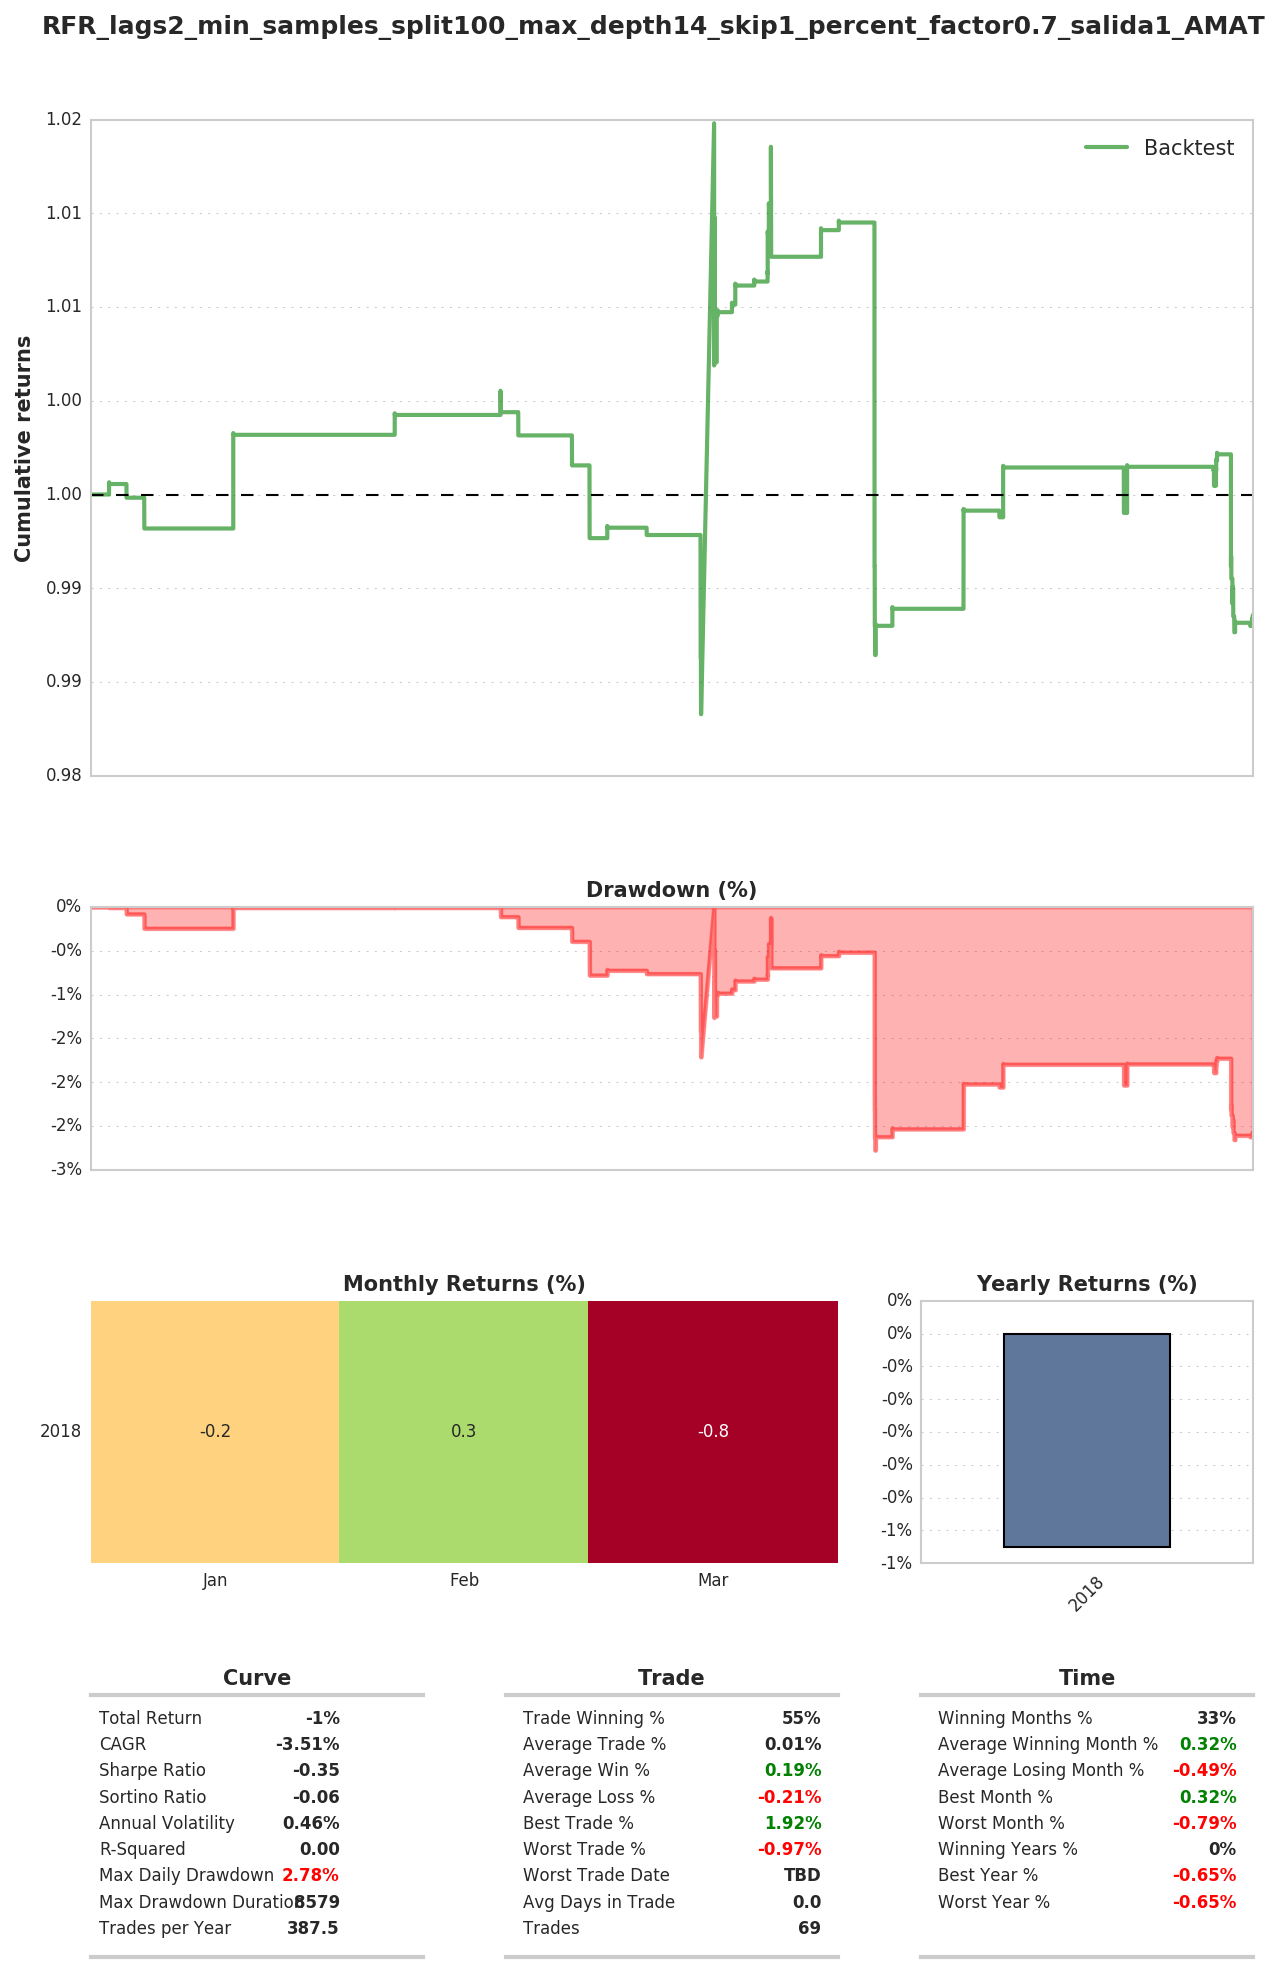 RFR_lags2_min_samples_split100_max_depth14_skip1_percent_factor0.7_salida1_AMAT
1.02
1.01
1.01
1.00
1.00
0.99
0.99
0.98
Cumulative returns
Backtest
Drawdown (%)
0%
-0%
-1%
-2%
-2%
-2%
-3%
Monthly Returns (%)
2018
-0.2
0.3
-0.8
Jan
Feb
Mar
Yearly Returns (%)
0%
0%
-0%
-0%
-0%
-0%
-0%
-1%
-1%
2018
Curve
Total Return -1%
CAGR -3.51%
Sharpe Ratio -0.35
Sortino Ratio -0.06
Annual Volatility 0.46%
R-Squared 0.00
Max Daily Drawdown 2.78%
Max Drawdown Duration 8579
Trades per Year 387.5
Trade
Trade Winning % 55%
Average Trade % 0.01%
Average Win % 0.19%
Average Loss % -0.21%
Best Trade % 1.92%
Worst Trade % -0.97%
Worst Trade Date TBD
Avg Days in Trade 0.0
Trades 69
Time
Winning Months % 33%
Average Winning Month % 0.32%
Average Losing Month % -0.49%
Best Month % 0.32%
Worst Month % -0.79%
Winning Years % 0%
Best Year % -0.65%
Worst Year % -0.65%